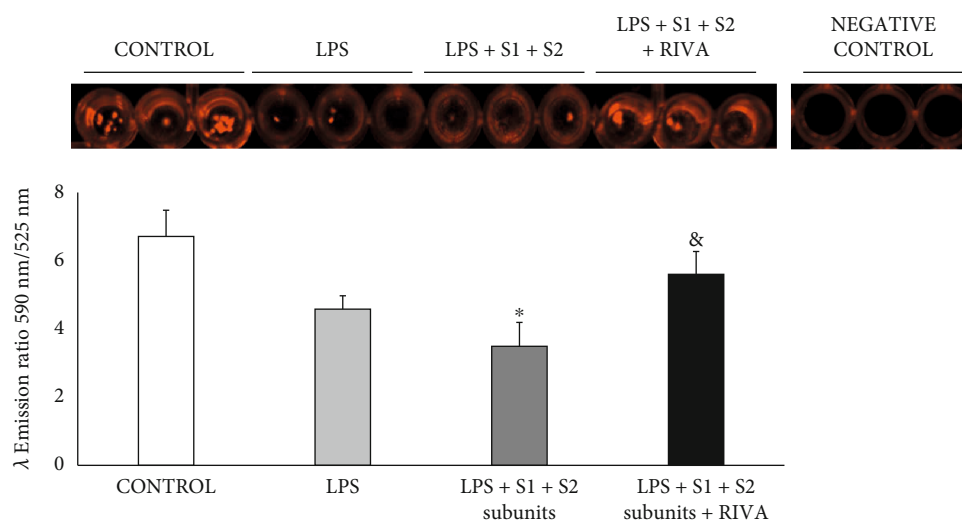 CONTROL
LPS
LPS + S1 + S2
LPS + S1 + S2
+ RIVA
NEGATIVE
CONTROL
λ Emission ratio 590 nm/525 nm
8
6
4
2
0
*
&
CONTROL
LPS
LPS + S1 + S2
subunits
LPS + S1 + S2
subunits + RIVA